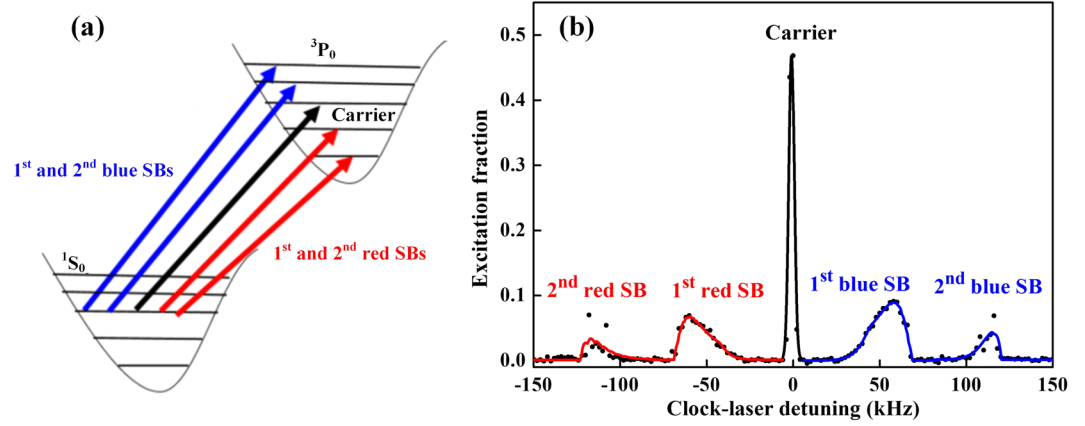 (a)
³P₀
Carrier
1ˢᵗ and 2ⁿᵈ blue SBs
1ˢᵗ and 2ⁿᵈ red SBs
¹S₀
(b)
Carrier
Excitation fraction
0.5
0.4
0.3
0.2
0.1
0.0
2ⁿᵈ red SB
1ˢᵗ red SB
1ˢᵗ blue SB
2ⁿᵈ blue SB
-150 -100 -50 0 50 100 150
Clock-laser detuning (kHz)